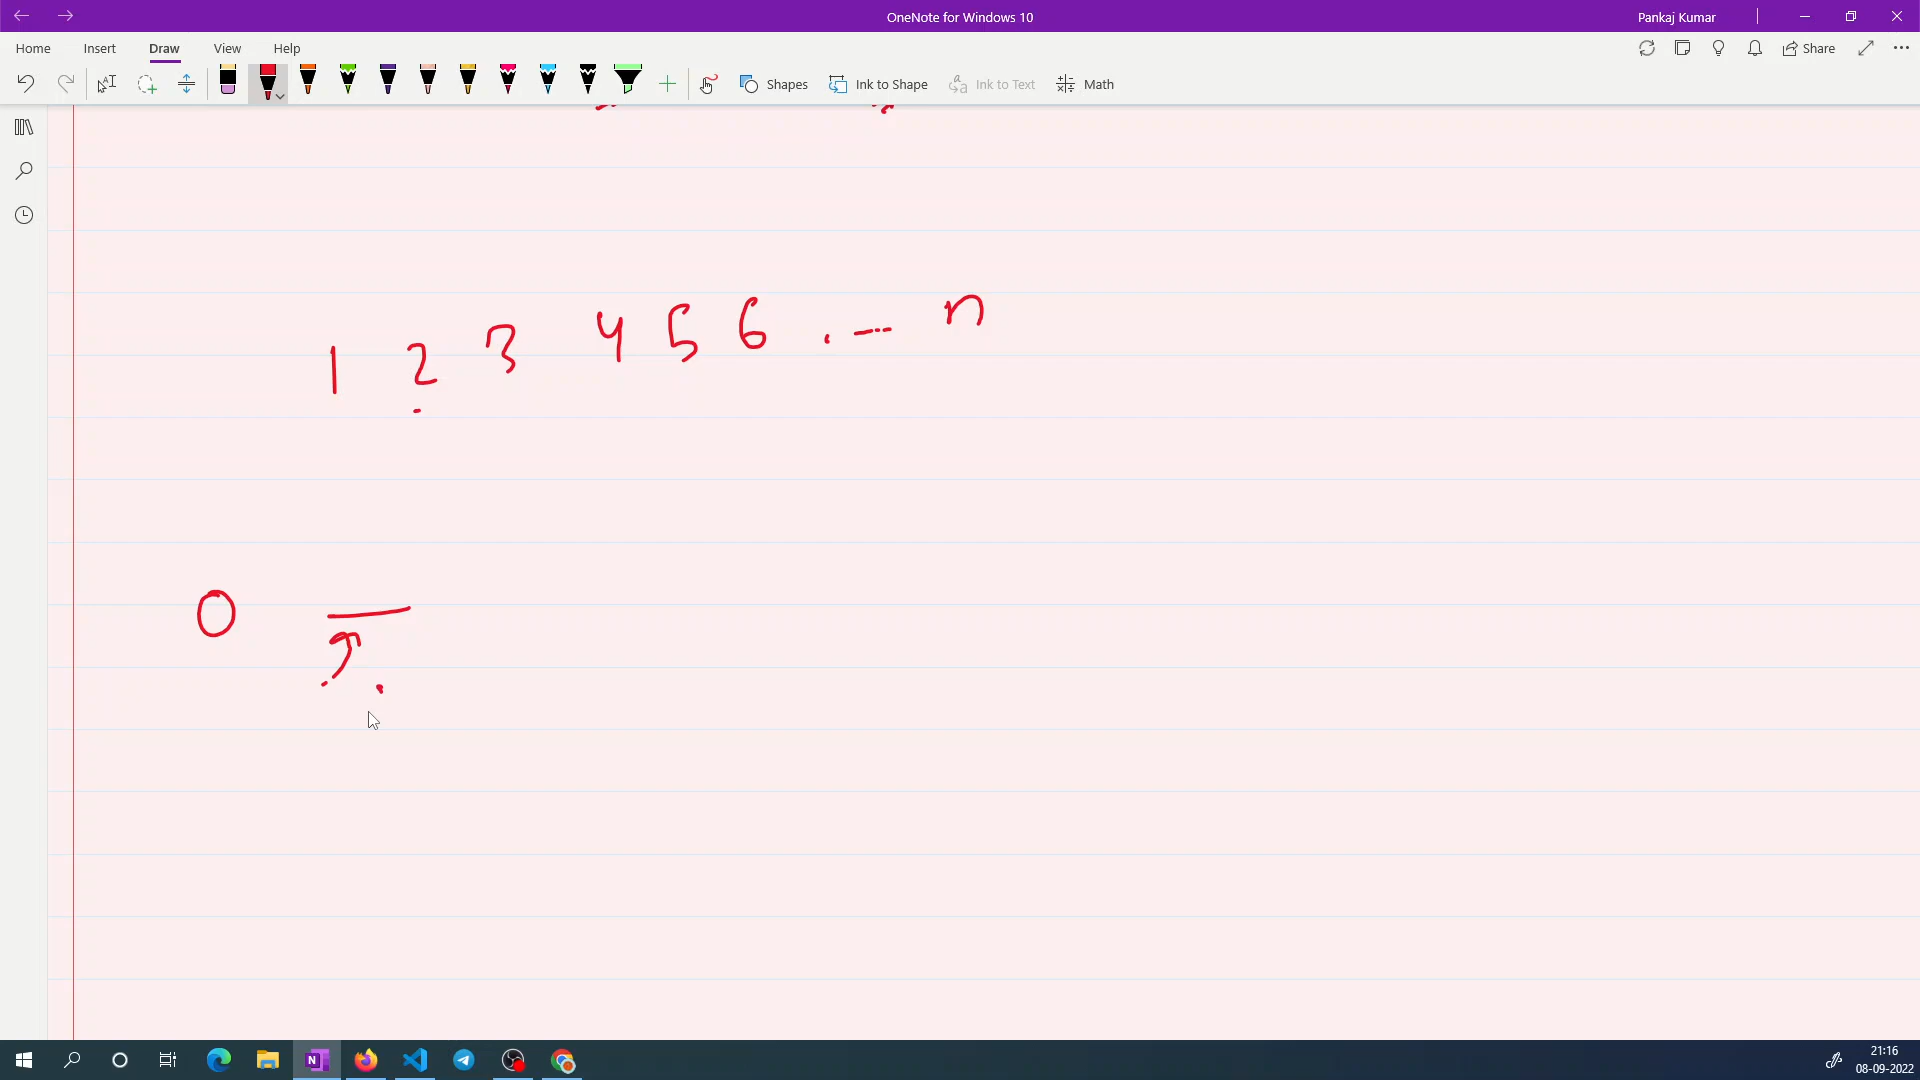 OneNote for Windows 10
Pankaj Kumar
Home Insert Draw View Help
Share
Shapes Ink to Shape Ink to Text Math
1 2 3 4 5 6 . --- n
0
21:16
08-09-2022